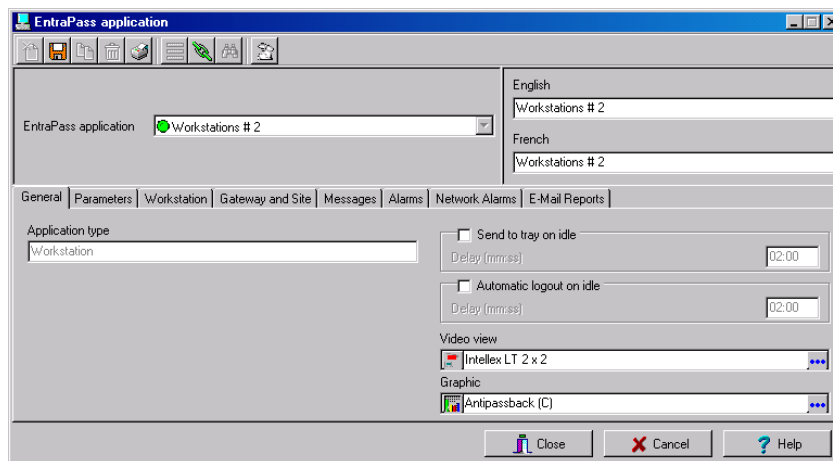 EntraPass application
English
Workstations # 2
EntraPass application
Workstations # 2
French
Workstations # 2
General Parameters Workstation Gateway and Site Messages Alarms Network Alarms E-Mail Reports
Application type
Workstation
Send to tray on idle
Delay (mm:ss) 02:00
Automatic logout on idle
Delay (mm:ss) 02:00
Video view
Intellex LT 2 x 2
Graphic
Antipassback (C)
Close Cancel Help